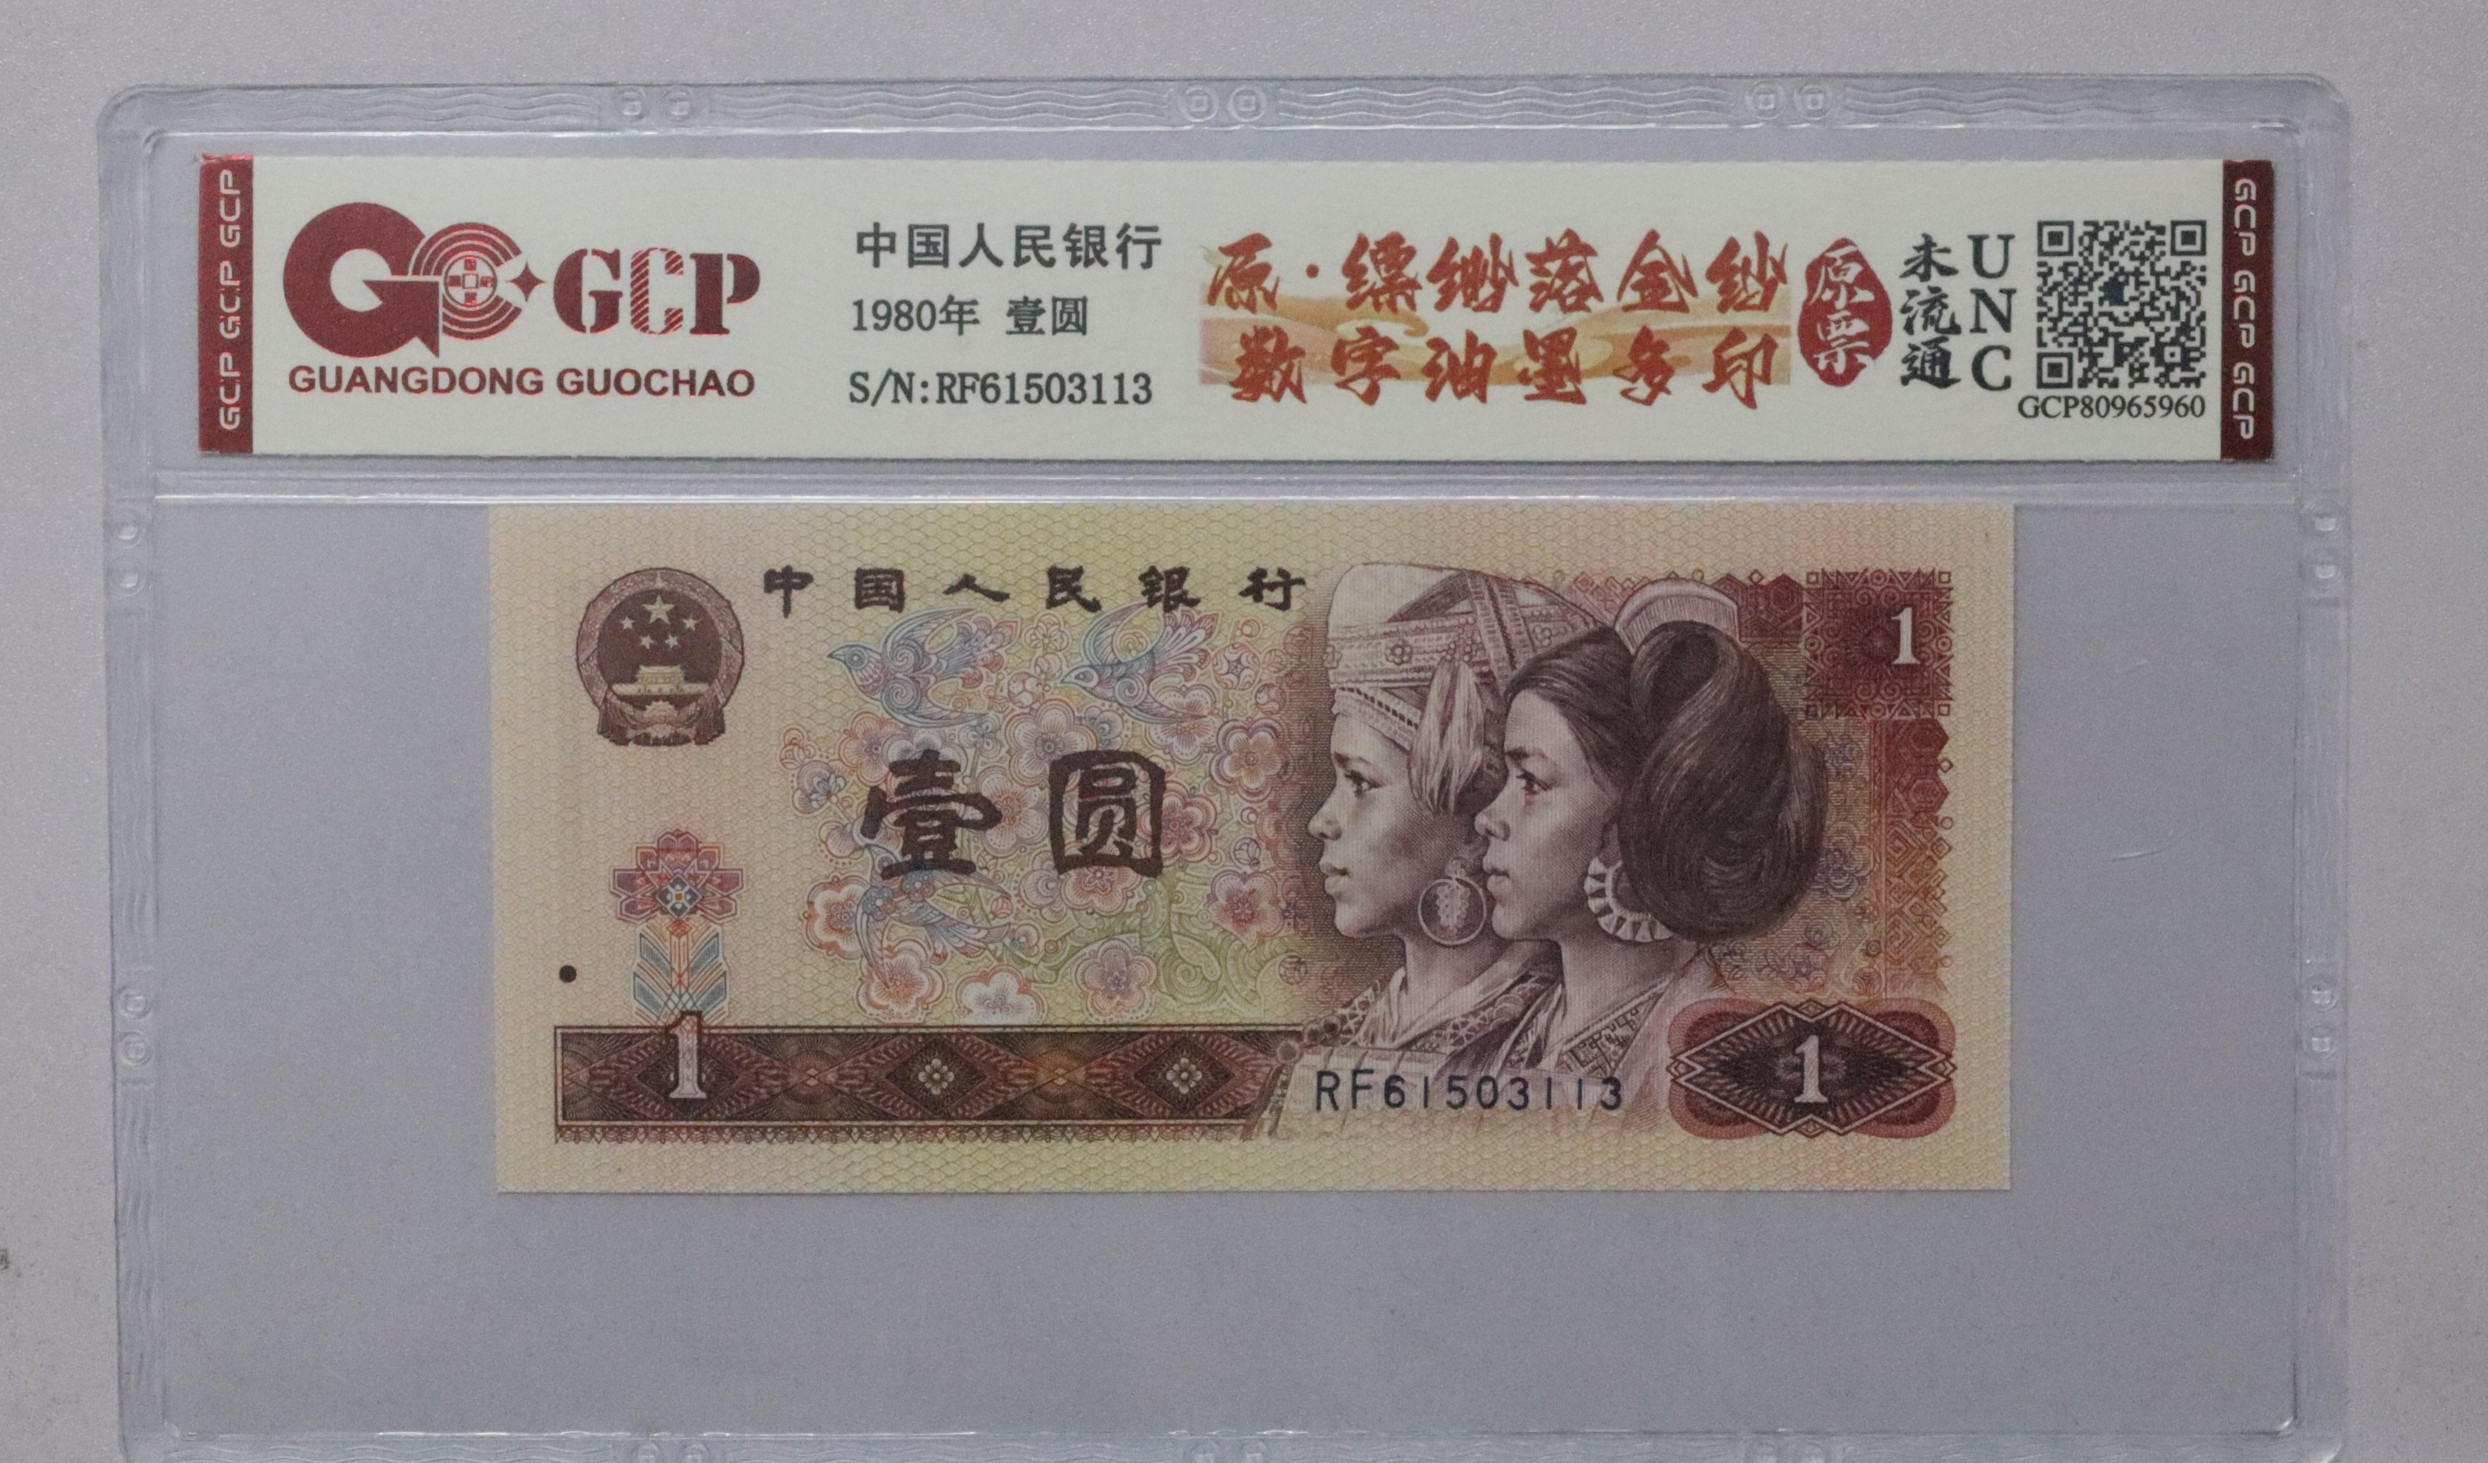 GCP GCP GCP
GCP
GUANGDONG GUOCHAO
中国人民银行
1980年 壹圆
S/N:RF61503113
原·缥缈落金纱
数字油墨多印
原票
未流通
UNC
GCP80965960
GCP GCP GCP
中国人民银行
1
壹圆
1
RF61503113
1